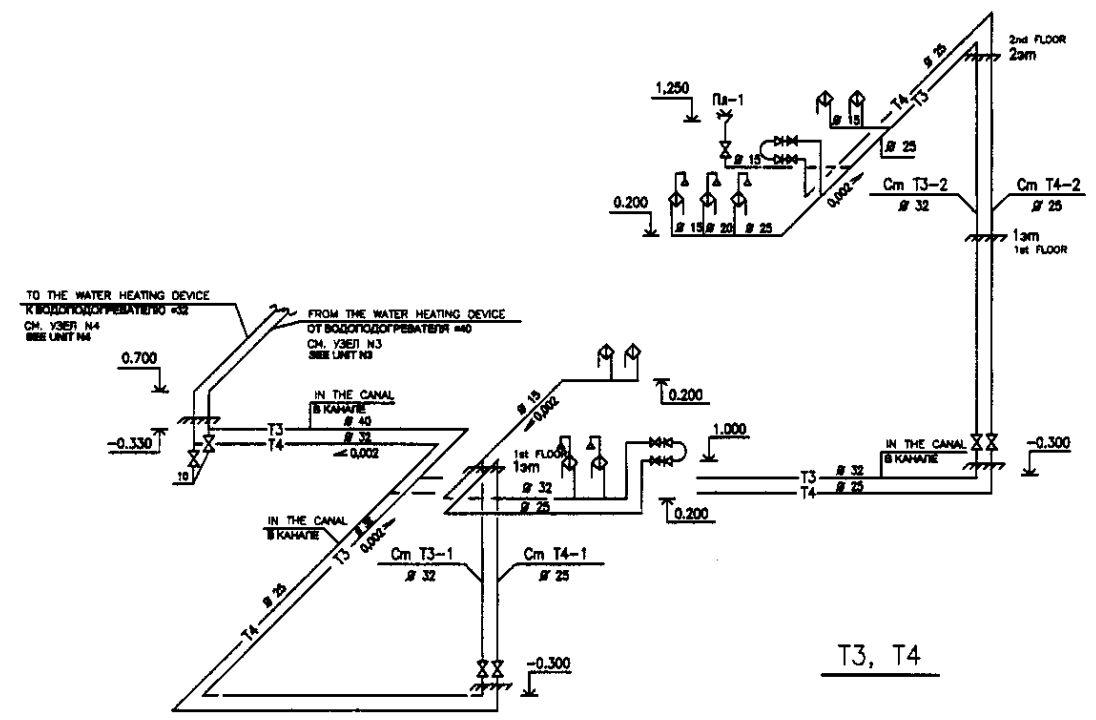 2nd FLOOR
2эт
ø 25
1,250
Пл-1
T4
T3
ø 15
ø 15
ø 25
0,002
Ст Т3-2
ø 32
Ст Т4-2
ø 25
0.200
ø 15
ø 20
ø 25
1эт
1st FLOOR
TO THE WATER HEATING DEVICE
К ВОДОПОДОГРЕВАТЕЛЮ ø32
СМ. УЗЕЛ N4
SEE UNIT N4
FROM THE WATER HEATING DEVICE
ОТ ВОДОПОДОГРЕВАТЕЛЯ ø40
СМ. УЗЕЛ N3
SEE UNIT N3
0.700
IN THE CANAL
В КАНАЛЕ
ø 40
T3
ø 32
T4
0,002
-0.330
10
ø 15
0,002
0.200
1st FLOOR
1эт
1.000
ø 32
ø 25
0.200
IN THE CANAL
В КАНАЛЕ
T3
ø 32
T4
ø 25
-0.300
IN THE CANAL
В КАНАЛЕ
0,002
T3
ø 25
T4
Ст Т3-1
ø 32
Ст Т4-1
ø 25
-0.300
T3, T4